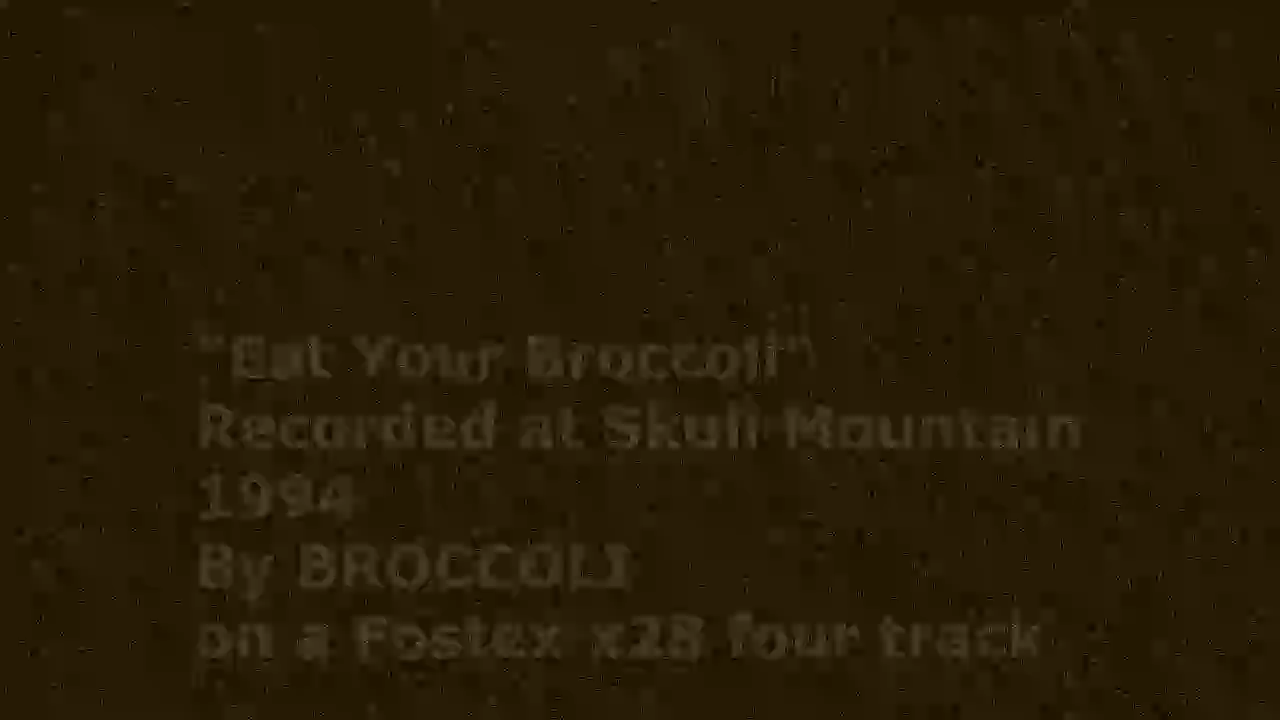 "Eat Your Broccoli"
Recorded at Skull Mountain
1994
By BROCCOLI
on a Fostex x28 four track